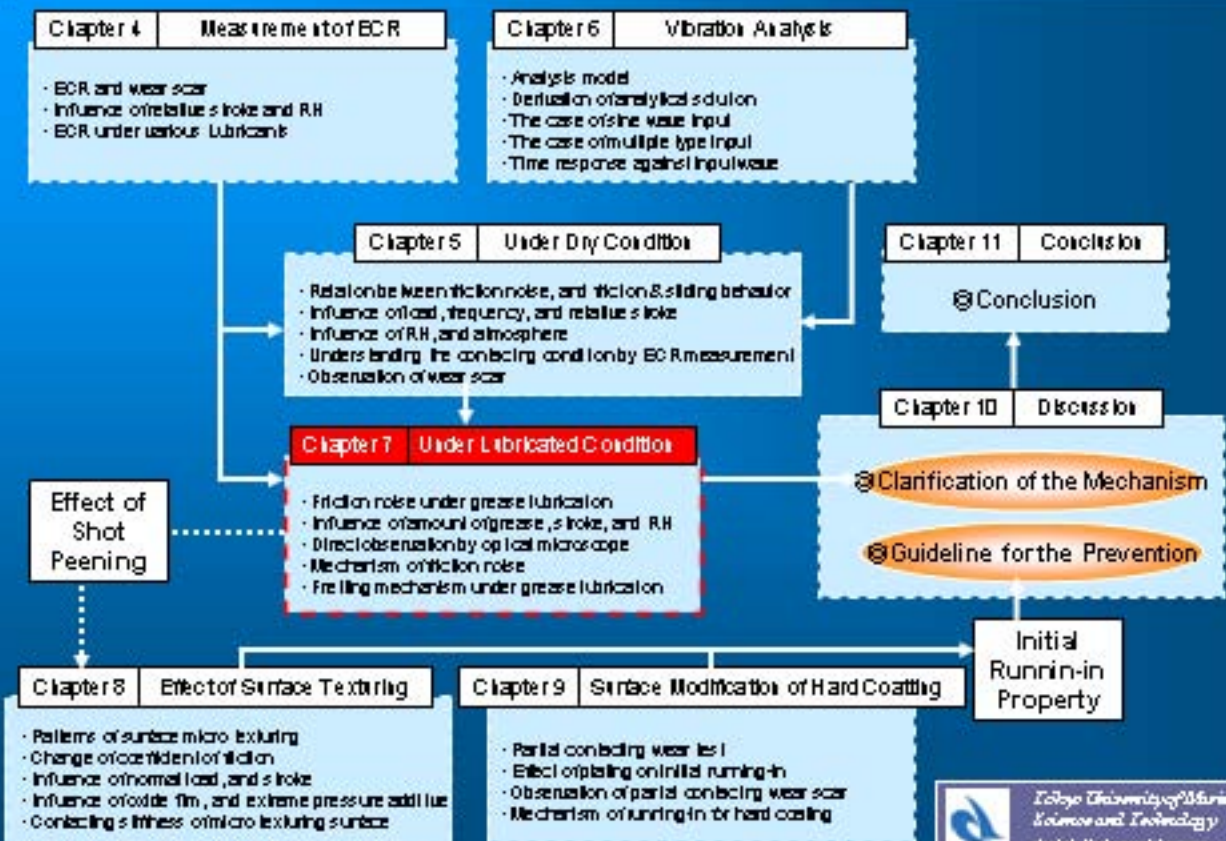 Chapter 4 Measurement of ECR
· ECR and wear scar
· Influence of relative stroke and RH
· ECR under various Lubricants
Chapter 6 Vibration Analysis
· Analysis model
· Derivation of analytical solution
· The case of sine wave input
· The case of multiple type input
· Time response against input wave
Chapter 5 Under Dry Condition
· Relation between friction noise, and friction & sliding behavior
· Influence of load, frequency, and relative stroke
· Influence of RH, and atmosphere
· Understanding the contacting condition by ECR measurement
· Observation of wear scar
Chapter 11 Conclusion
◎Conclusion
Chapter 7 Under Lubricated Condition
· Friction noise under grease lubrication
· Influence of amount of grease, stroke, and RH
· Direct observation by optical microscope
· Mechanism of friction noise
· Fretting mechanism under grease lubrication
Chapter 10 Discussion
◎Clarification of the Mechanism
◎Guideline for the Prevention
Effect of
Shot
Peening
Initial
Runnin-in
Property
Chapter 8 Effect of Surface Texturing
· Patterns of surface micro texturing
· Change of coefficient of friction
· Influence of normal load, and stroke
· Influence of oxide film, and extreme pressure additive
· Contacting stiffness of micro texturing surface
Chapter 9 Surface Modification of Hard Coatting
· Partial contacting wear test
· Effect of plating on initial running-in
· Observation of partial contacting wear scar
· Mechanism of running-in for hard coating
Tokyo University of Marine
Science and Technology